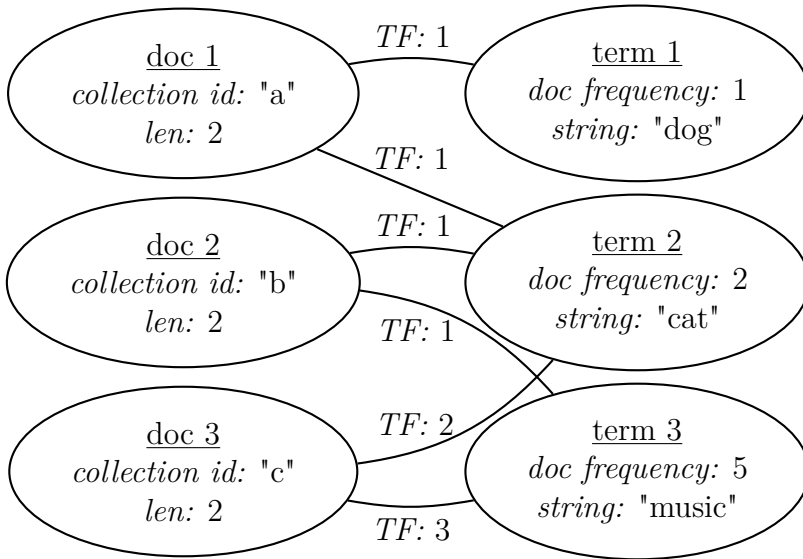 doc 1
collection id: "a"
len: 2
TF: 1
term 1
doc frequency: 1
string: "dog"
TF: 1
doc 2
collection id: "b"
len: 2
TF: 1
term 2
doc frequency: 2
string: "cat"
TF: 1
doc 3
collection id: "c"
len: 2
TF: 2
TF: 3
term 3
doc frequency: 5
string: "music"